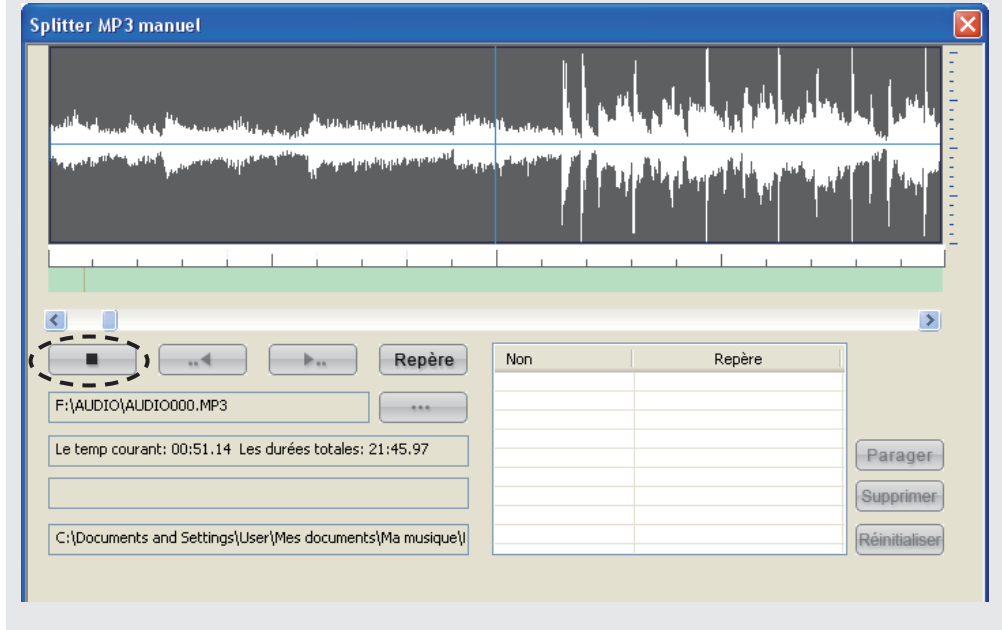 Splitter MP3 manuel
Repère
Non Repère
F:\AUDIO\AUDIO000.MP3
...
Le temp courant: 00:51.14 Les durées totales: 21:45.97
Parager
Supprimer
C:\Documents and Settings\User\Mes documents\Ma musique\
Réinitialiser